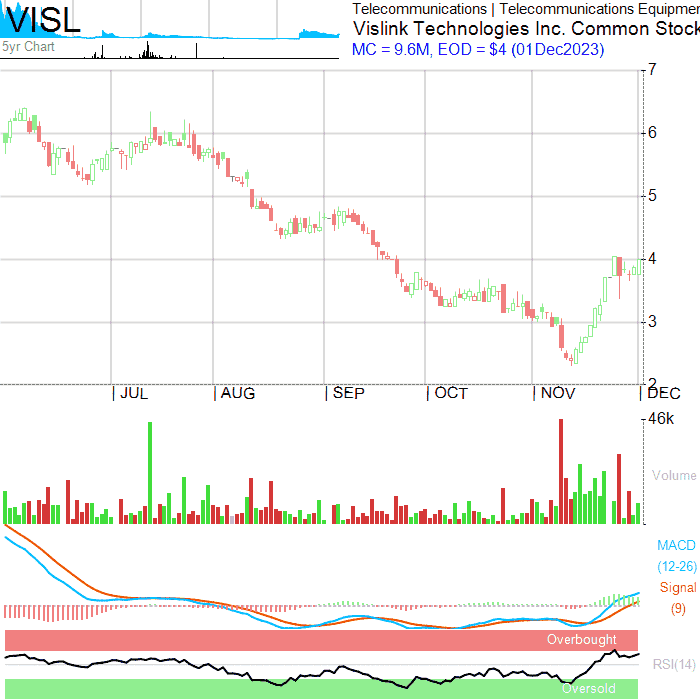 VISL
5yr Chart
Telecommunications | Telecommunications Equipmen
Vislink Technologies Inc. Common Stock
MC = 9.6M, EOD = $4 (01Dec2023)
7
6
5
4
3
2
JUL
AUG
SEP
OCT
NOV
DEC
46k
Volume
MACD
(12-26)
Signal
(9)
Overbought
RSI(14)
Oversold